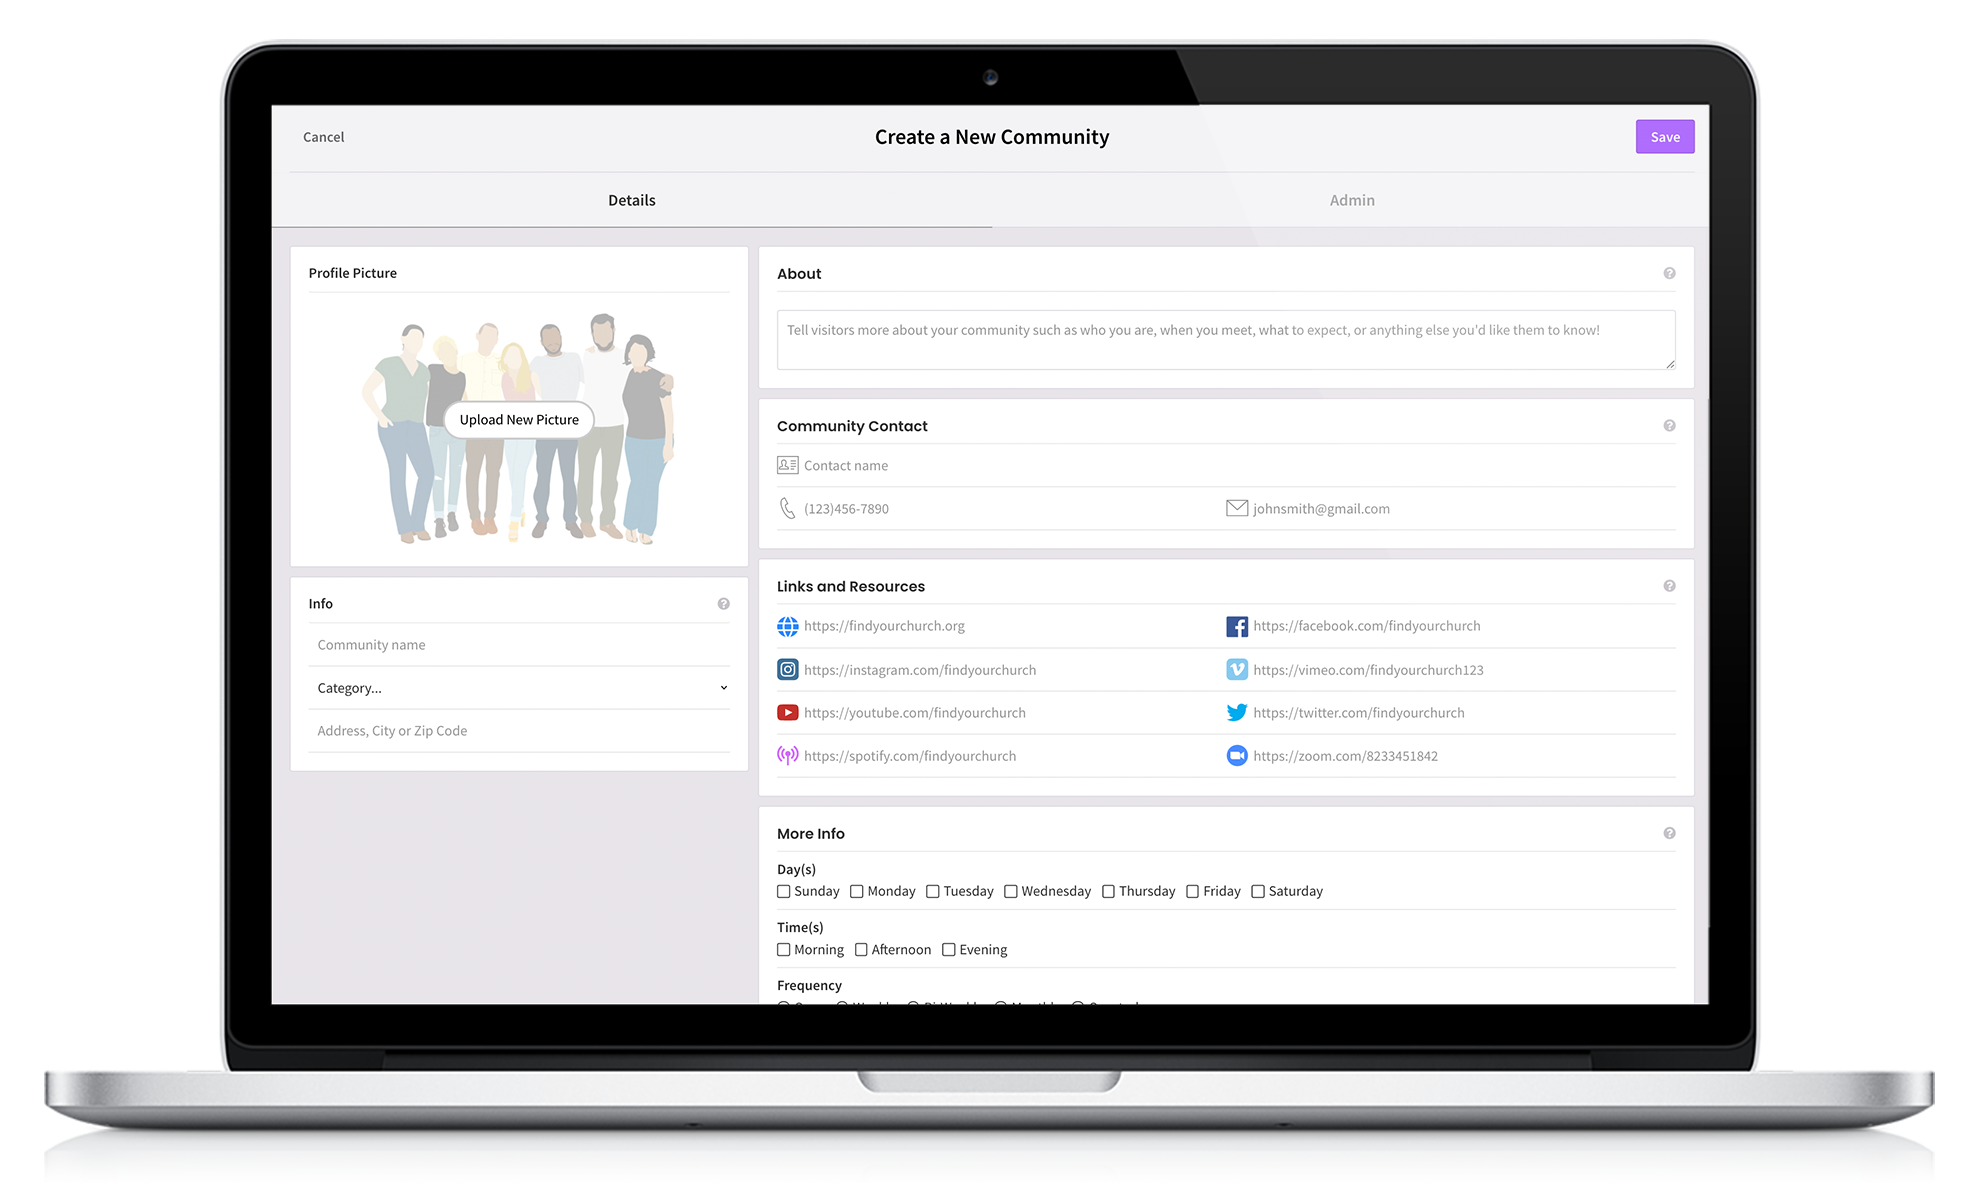 Cancel
Create a New Community
Save
Details
Admin
Profile Picture
Upload New Picture
Info
Community name
Category...
Address, City or Zip Code
About
Tell visitors more about your community such as who you are, when you meet, what to expect, or anything else you'd like them to know!
Community Contact
Contact name
(123)456-7890
johnsmith@gmail.com
Links and Resources
https://findyourchurch.org
https://facebook.com/findyourchurch
https://instagram.com/findyourchurch
https://vimeo.com/findyourchurch123
https://youtube.com/findyourchurch
https://twitter.com/findyourchurch
https://spotify.com/findyourchurch
https://zoom.com/8233451842
More Info
Day(s)
Sunday Monday Tuesday Wednesday Thursday Friday Saturday
Time(s)
Morning Afternoon Evening
Frequency